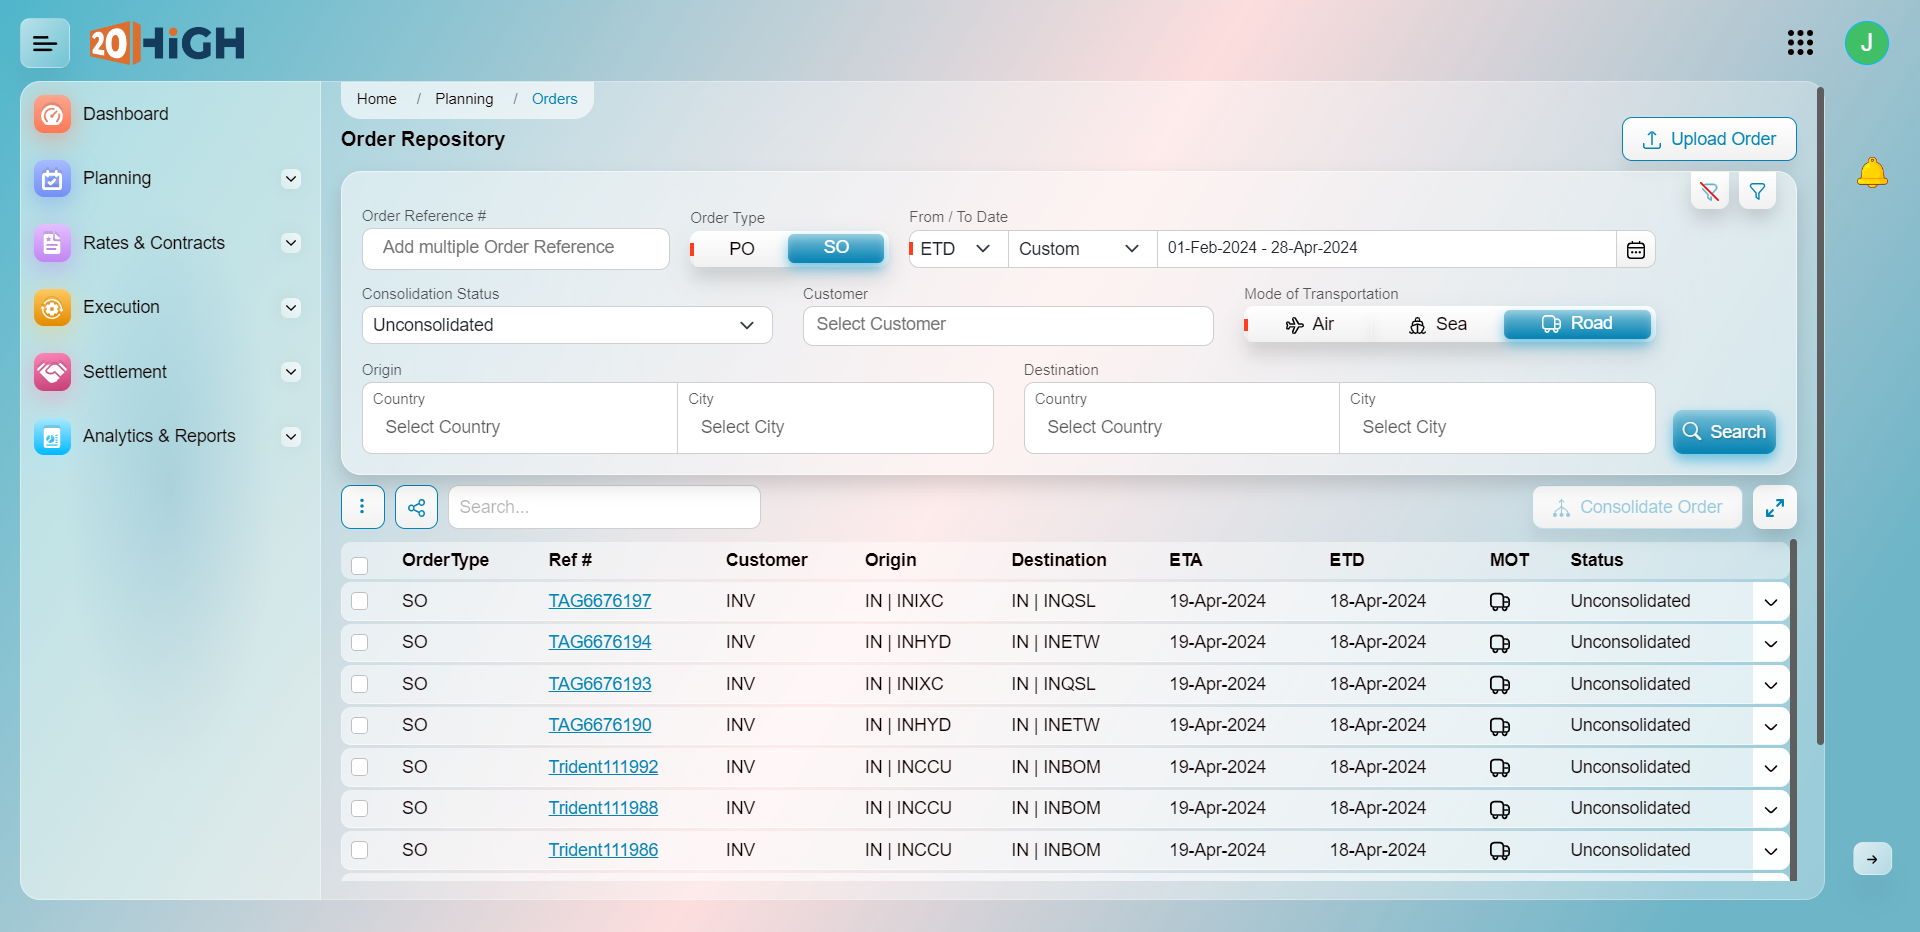 20HiGH
J
Dashboard
Planning
Rates & Contracts
Execution
Settlement
Analytics & Reports
Home / Planning / Orders
Order Repository
Upload Order
Order Reference #
Add multiple Order Reference
Order Type
PO SO
From / To Date
ETD Custom 01-Feb-2024 - 28-Apr-2024
Consolidation Status
Unconsolidated
Customer
Select Customer
Mode of Transportation
Air Sea Road
Origin
Country
Select Country
City
Select City
Destination
Country
Select Country
City
Select City
Search
Search...
Consolidate Order
OrderType Ref # Customer Origin Destination ETA ETD MOT Status
SO TAG6676197 INV IN | INIXC IN | INQSL 19-Apr-2024 18-Apr-2024 Unconsolidated
SO TAG6676194 INV IN | INHYD IN | INETW 19-Apr-2024 18-Apr-2024 Unconsolidated
SO TAG6676193 INV IN | INIXC IN | INQSL 19-Apr-2024 18-Apr-2024 Unconsolidated
SO TAG6676190 INV IN | INHYD IN | INETW 19-Apr-2024 18-Apr-2024 Unconsolidated
SO Trident111992 INV IN | INCCU IN | INBOM 19-Apr-2024 18-Apr-2024 Unconsolidated
SO Trident111988 INV IN | INCCU IN | INBOM 19-Apr-2024 18-Apr-2024 Unconsolidated
SO Trident111986 INV IN | INCCU IN | INBOM 19-Apr-2024 18-Apr-2024 Unconsolidated